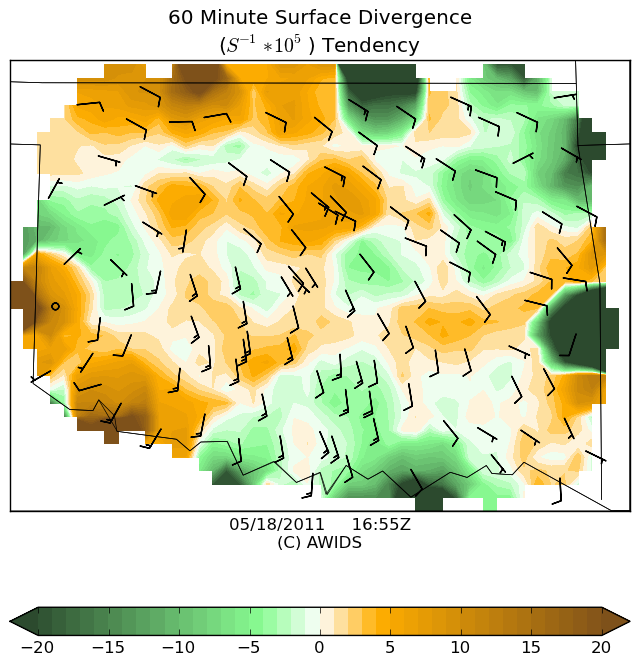 60 Minute Surface Divergence
(S⁻¹ * 10⁵ ) Tendency
05/18/2011 16:55Z
(C) AWIDS
−20 −15 −10 −5 0 5 10 15 20